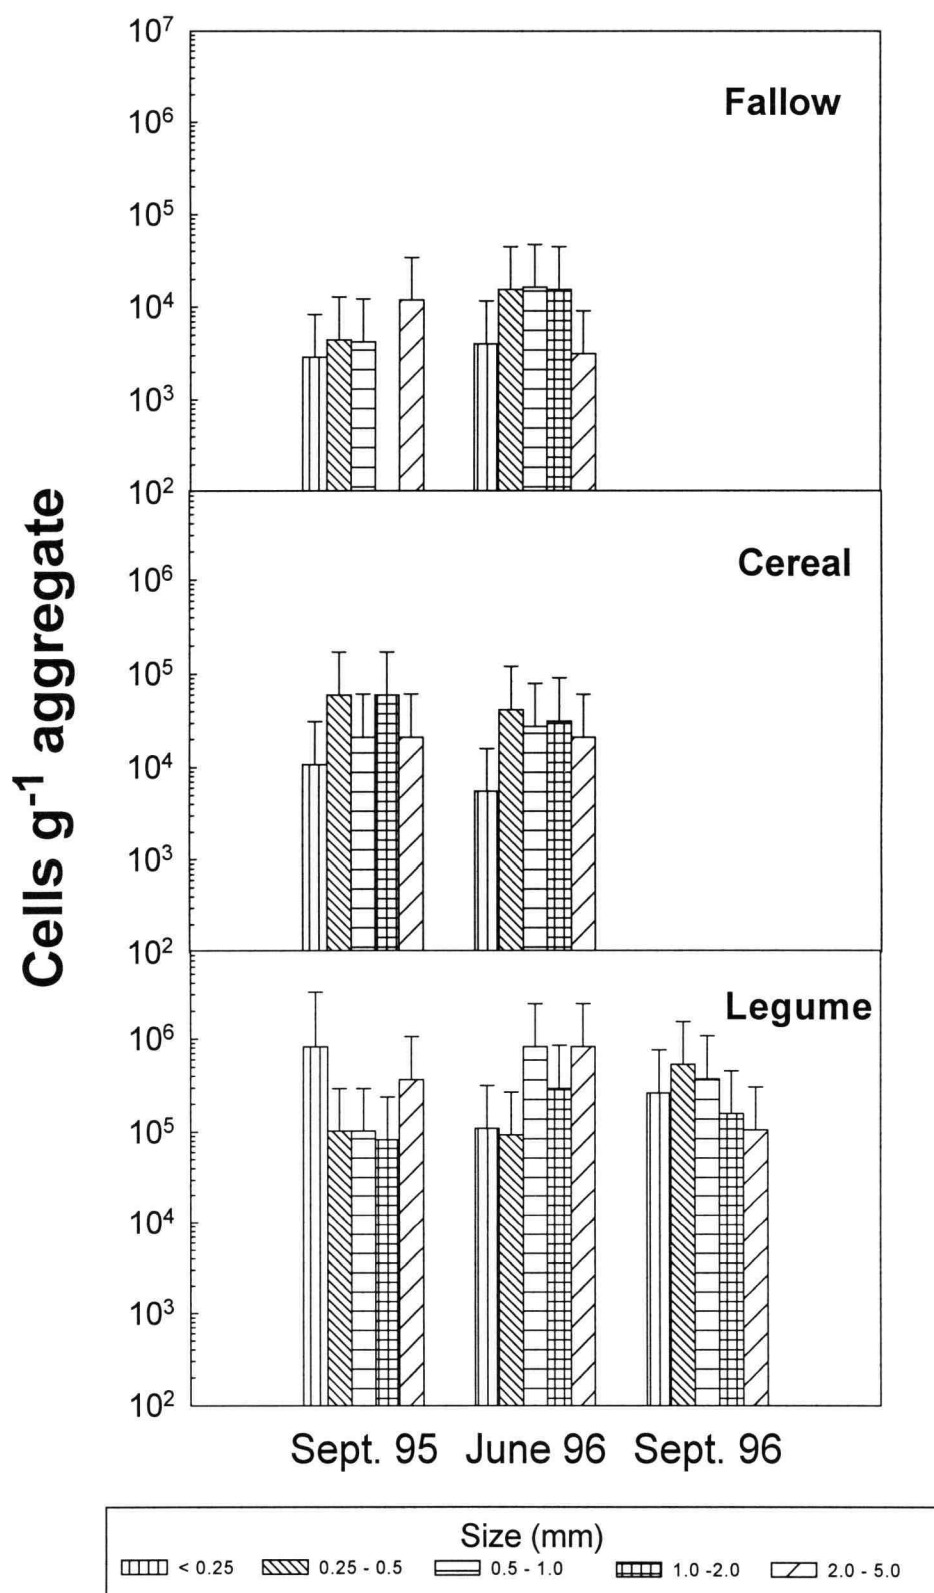 Cells g⁻¹ aggregate
10⁷
Fallow
10⁶
10⁵
10⁴
10³
10²
Cereal
10⁶
10⁵
10⁴
10³
10²
Legume
10⁶
10⁵
10⁴
10³
10²
Sept. 95 June 96 Sept. 96
Size (mm)
< 0.25 0.25 - 0.5 0.5 - 1.0 1.0 -2.0 2.0 - 5.0